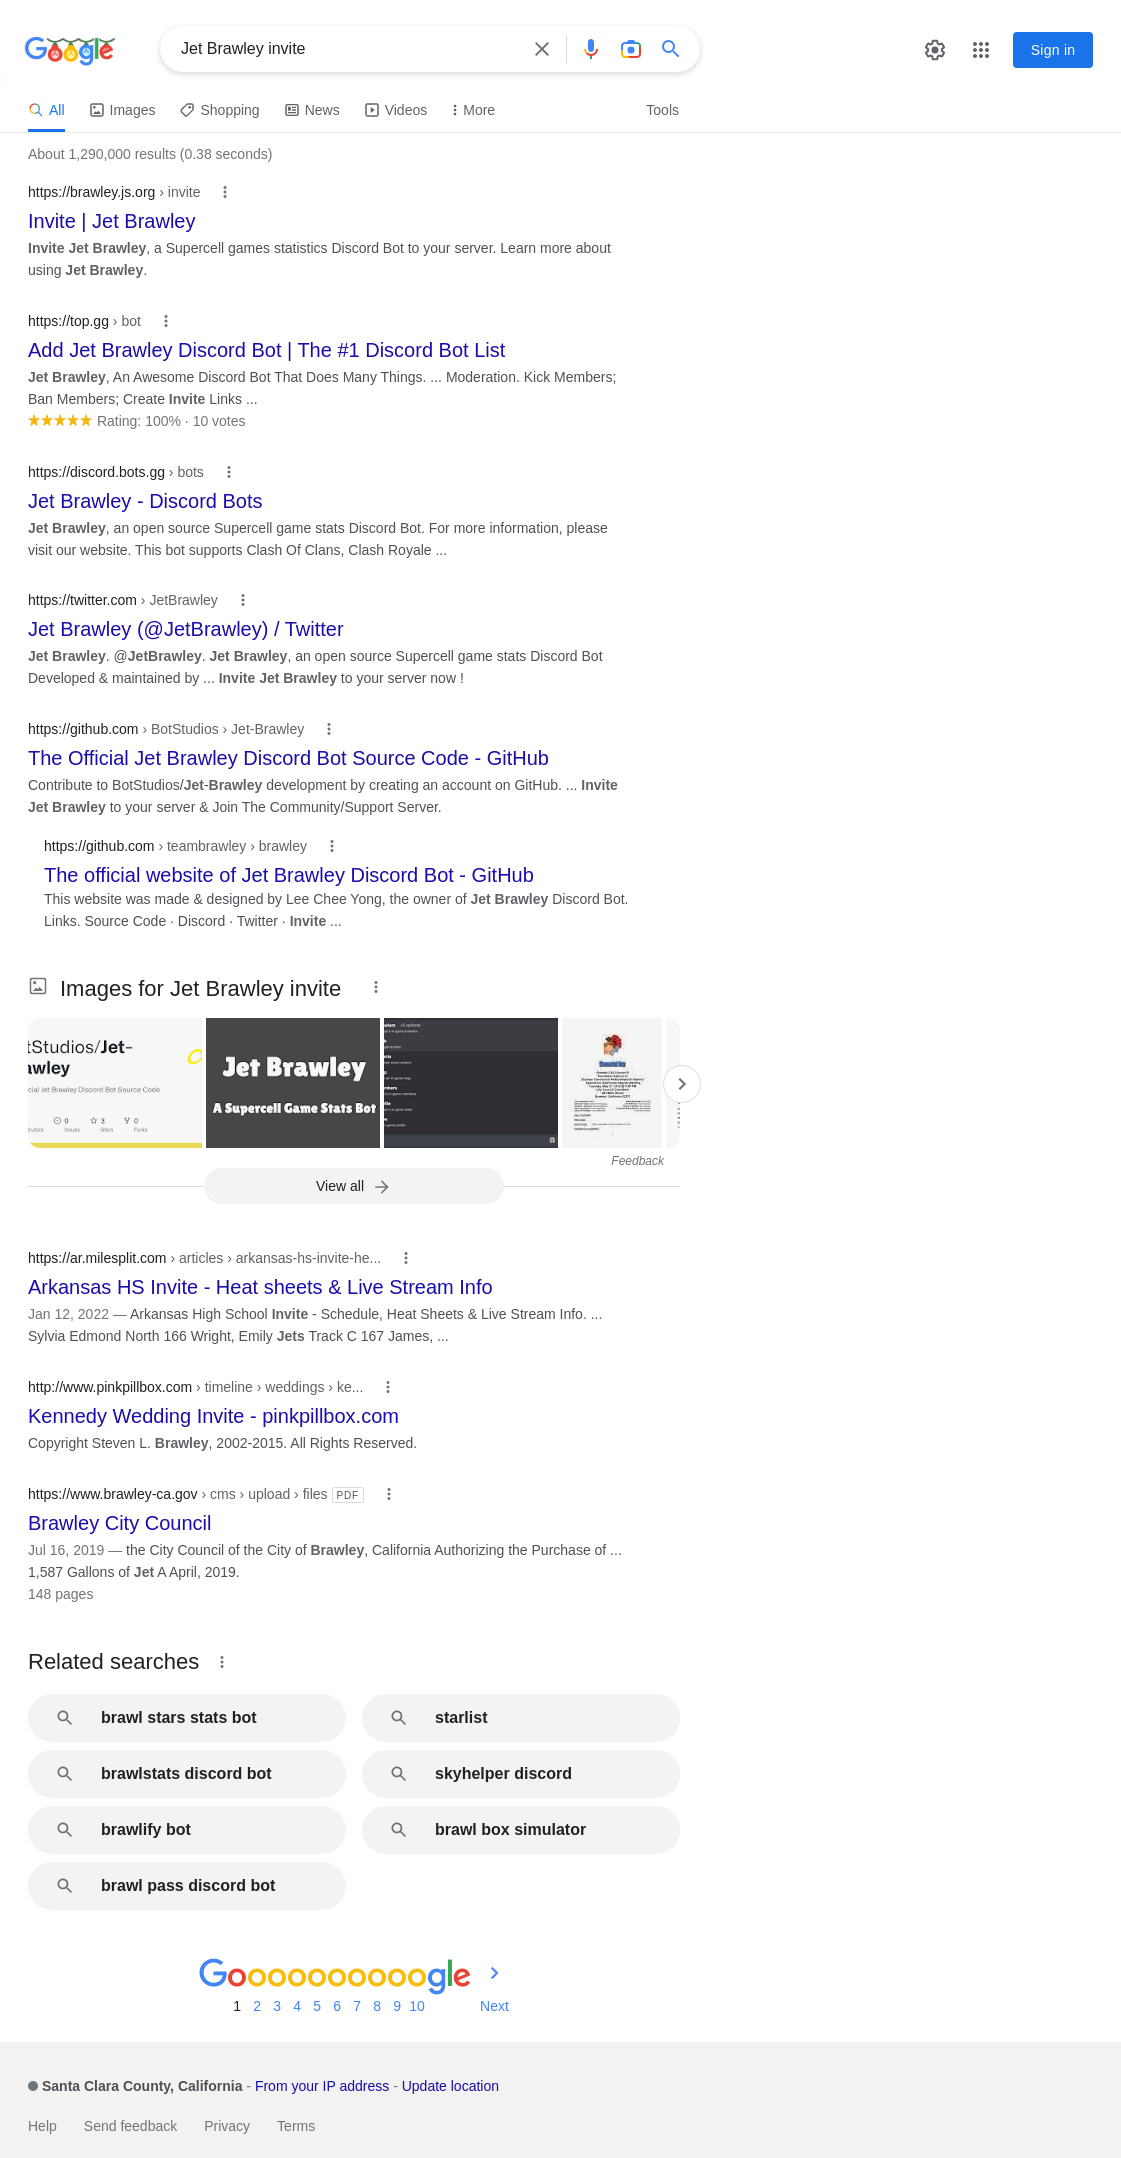 Google
Jet Brawley invite
Sign in
All
Images
Shopping
News
Videos
More
Tools
About 1,290,000 results (0.38 seconds)
https://brawley.js.org › invite
Invite | Jet Brawley
Invite Jet Brawley, a Supercell games statistics Discord Bot to your server. Learn more about
using Jet Brawley.
https://top.gg › bot
Add Jet Brawley Discord Bot | The #1 Discord Bot List
Jet Brawley, An Awesome Discord Bot That Does Many Things. ... Moderation. Kick Members;
Ban Members; Create Invite Links ...
Rating: 100% · 10 votes
https://discord.bots.gg › bots
Jet Brawley - Discord Bots
Jet Brawley, an open source Supercell game stats Discord Bot. For more information, please
visit our website. This bot supports Clash Of Clans, Clash Royale ...
https://twitter.com › JetBrawley
Jet Brawley (@JetBrawley) / Twitter
Jet Brawley. @JetBrawley. Jet Brawley, an open source Supercell game stats Discord Bot
Developed & maintained by ... Invite Jet Brawley to your server now !
https://github.com › BotStudios › Jet-Brawley
The Official Jet Brawley Discord Bot Source Code - GitHub
Contribute to BotStudios/Jet-Brawley development by creating an account on GitHub. ... Invite
Jet Brawley to your server & Join The Community/Support Server.
https://github.com › teambrawley › brawley
The official website of Jet Brawley Discord Bot - GitHub
This website was made & designed by Lee Chee Yong, the owner of Jet Brawley Discord Bot.
Links. Source Code · Discord · Twitter · Invite ...
Images for Jet Brawley invite
tStudios/Jet-
awley
cial Jet Brawley Discord Bot Source Code
0
3
0
Issues
Stars
Forks
Jet Brawley
A Supercell Game Stats Bot
Feedback
View all
https://ar.milesplit.com › articles › arkansas-hs-invite-he...
Arkansas HS Invite - Heat sheets & Live Stream Info
Jan 12, 2022 — Arkansas High School Invite - Schedule, Heat Sheets & Live Stream Info. ...
Sylvia Edmond North 166 Wright, Emily Jets Track C 167 James, ...
http://www.pinkpillbox.com › timeline › weddings › ke...
Kennedy Wedding Invite - pinkpillbox.com
Copyright Steven L. Brawley, 2002-2015. All Rights Reserved.
https://www.brawley-ca.gov › cms › upload › files PDF
Brawley City Council
Jul 16, 2019 — the City Council of the City of Brawley, California Authorizing the Purchase of ...
1,587 Gallons of Jet A April, 2019.
148 pages
Related searches
brawl stars stats bot
starlist
brawlstats discord bot
skyhelper discord
brawlify bot
brawl box simulator
brawl pass discord bot
Goooooooooogle
1 2 3 4 5 6 7 8 9 10 Next
Santa Clara County, California - From your IP address - Update location
Help
Send feedback
Privacy
Terms